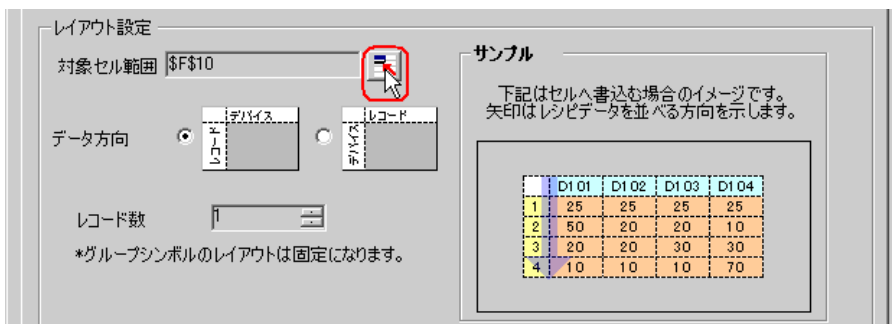 レイアウト設定
対象セル範囲 $F$10
データ方向
デバイス
レコード
レコード
デバイス
レコード数 1
*グループシンボルのレイアウトは固定になります。
サンプル
下記はセルへ書込む場合のイメージです。
矢印はレシピデータを並べる方向を示します。
D101 D102 D103 D104
1 25 25 25 25
2 50 20 20 10
3 20 20 30 30
4 10 10 10 70